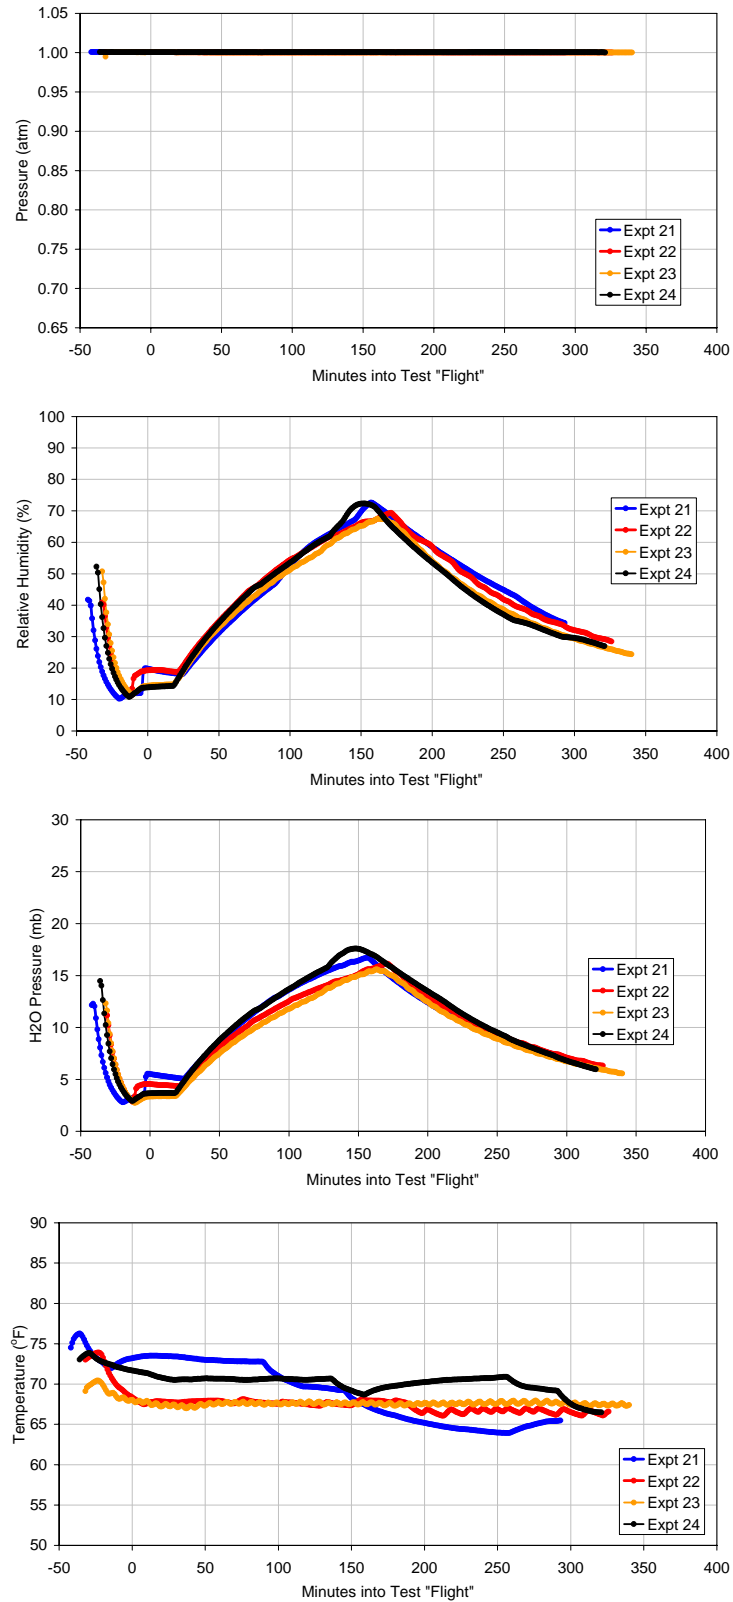 1.05
1.00
0.95
0.90
0.85
0.80
0.75
0.70
0.65
Pressure (atm)
Expt 21
Expt 22
Expt 23
Expt 24
-50 0 50 100 150 200 250 300 350 400
Minutes into Test "Flight"
100
90
80
70
60
50
40
30
20
10
0
Relative Humidity (%)
Expt 21
Expt 22
Expt 23
Expt 24
-50 0 50 100 150 200 250 300 350 400
Minutes into Test "Flight"
30
25
20
15
10
5
0
H2O Pressure (mb)
Expt 21
Expt 22
Expt 23
Expt 24
-50 0 50 100 150 200 250 300 350 400
Minutes into Test "Flight"
90
85
80
75
70
65
60
55
50
Temperature (°F)
Expt 21
Expt 22
Expt 23
Expt 24
-50 0 50 100 150 200 250 300 350 400
Minutes into Test "Flight"